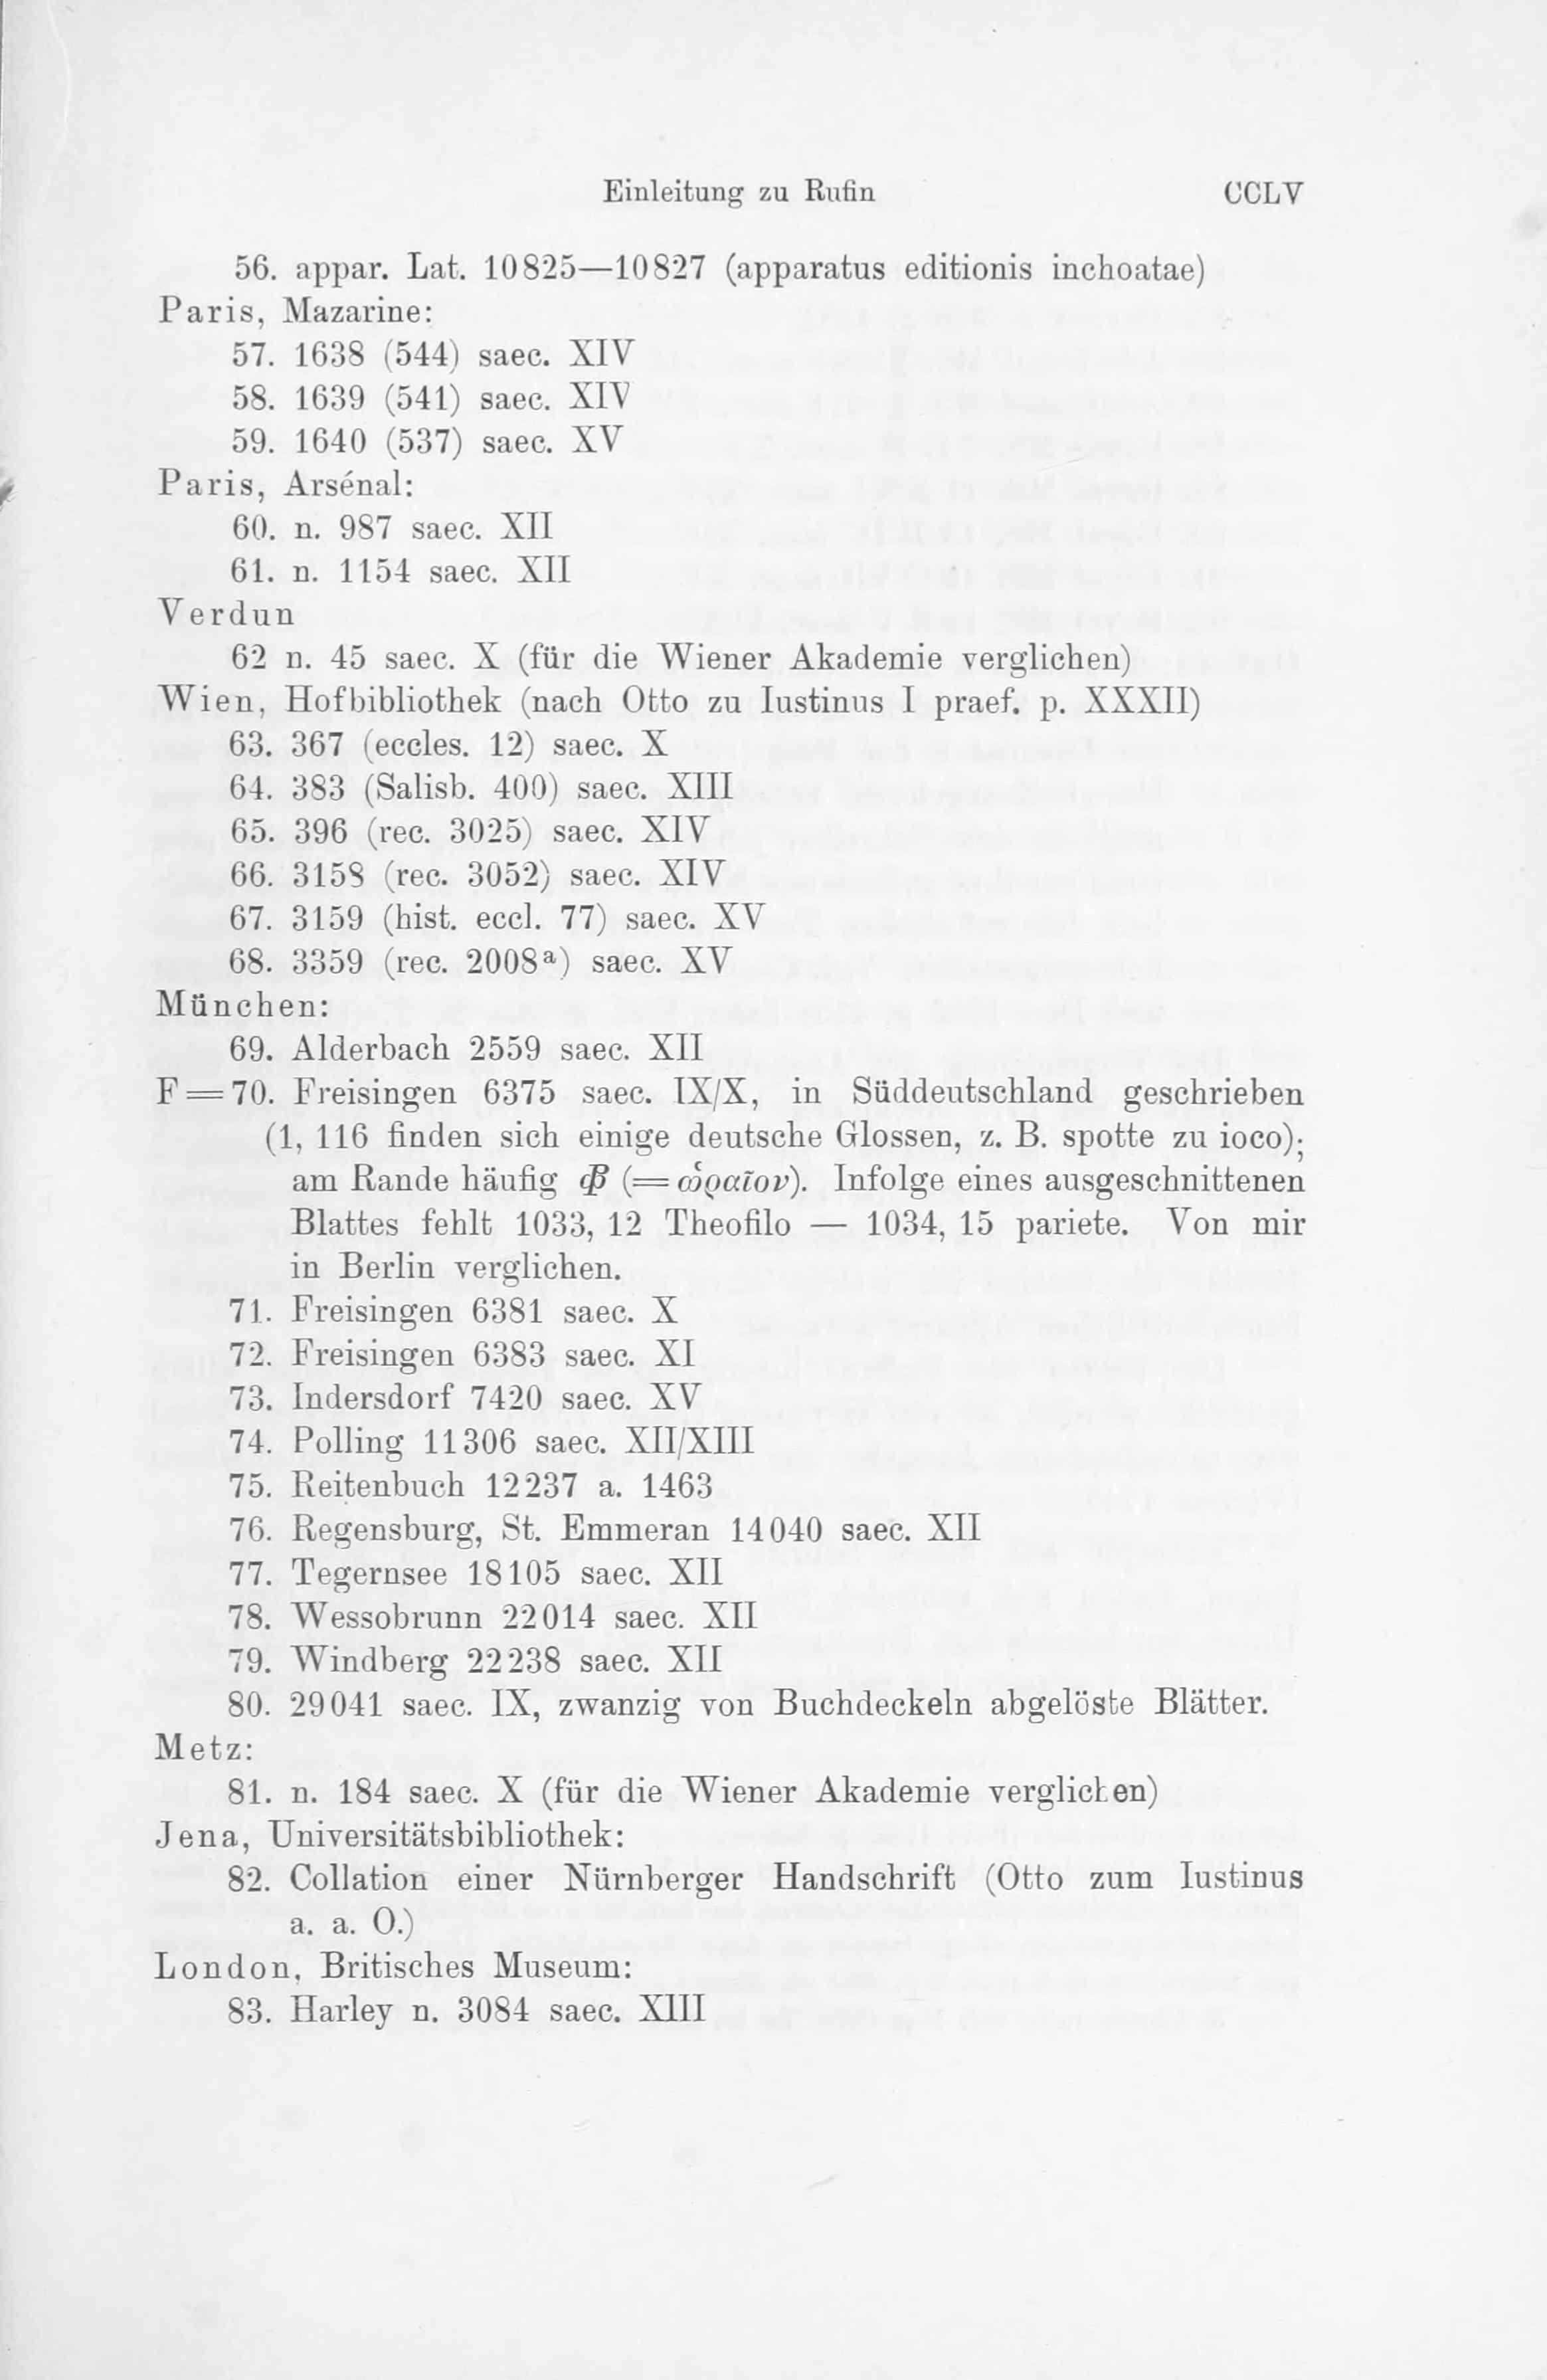 Einleitung zu Rufin CCLV
56. appar. Lat. 10825—10827 (apparatus editionis inchoatae)
Paris, Mazarine:
57. 1638 (544) saec. XIV
58. 1639 (541) saec. XIV
59. 1640 (537) saec. XV
Paris, Arsénal:
60. n. 987 saec. XII
61. n. 1154 saec. XII
Verdun
62 n. 45 saec. X (für die Wiener Akademie verglichen)
Wien, Hofbibliothek (nach Otto zu Iustinus I praef. p. XXXII)
63. 367 (eccles. 12) saec. X
64. 383 (Salisb. 400) saec. XIII
65. 396 (rec. 3025) saec. XIV
66. 3158 (rec. 3052) saec. XIV
67. 3159 (hist. eccl. 77) saec. XV
68. 3359 (rec. 2008ª) saec. XV
München:
69. Alderbach 2559 saec. XII
F = 70. Freisingen 6375 saec. IX/X, in Süddeutschland geschrieben
(1, 116 finden sich einige deutsche Glossen, z. B. spotte zu ioco);
am Rande häufig (= ὡραῖον). Infolge eines ausgeschnittenen
Blattes fehlt 1033, 12 Theofilo — 1034, 15 pariete. Von mir
in Berlin verglichen.
71. Freisingen 6381 saec. X
72. Freisingen 6383 saec. XI
73. Indersdorf 7420 saec. XV
74. Polling 11306 saec. XII/XIII
75. Reitenbuch 12237 a. 1463
76. Regensburg, St. Emmeran 14040 saec. XII
77. Tegernsee 18105 saec. XII
78. Wessobrunn 22014 saec. XII
79. Windberg 22238 saec. XII
80. 29041 saec. IX, zwanzig von Buchdeckeln abgelöste Blätter.
Metz:
81. n. 184 saec. X (für die Wiener Akademie verglichen)
Jena, Universitätsbibliothek:
82. Collation einer Nürnberger Handschrift (Otto zum Iustinus
a. a. O.)
London, Britisches Museum:
83. Harley n. 3084 saec. XIII